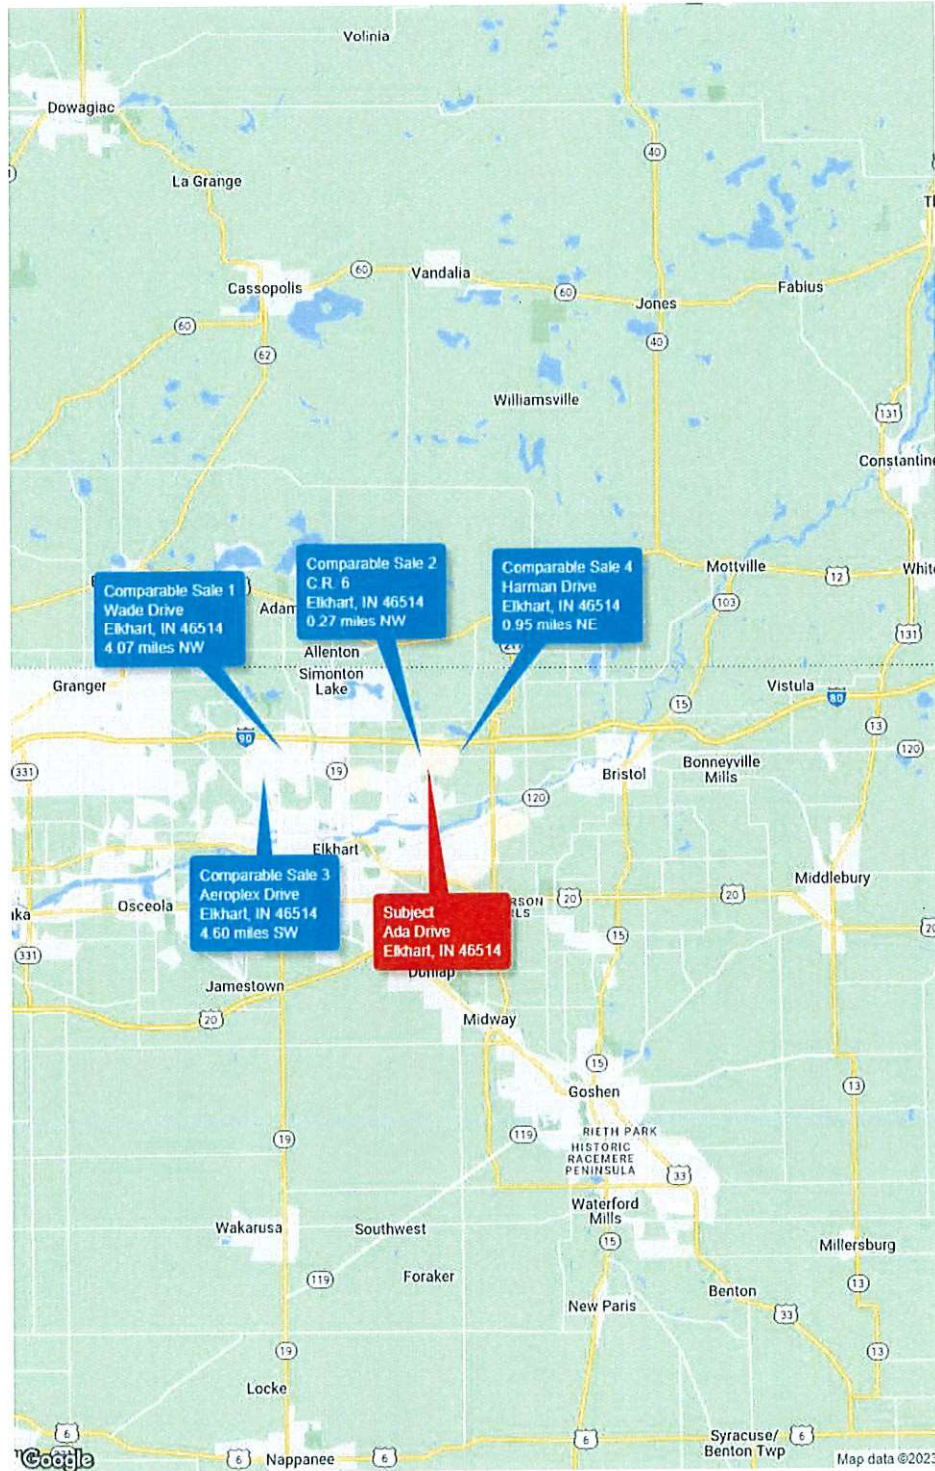 Volinia
Dowagiac
40
La Grange
60
Vandalia
Cassopolis
60
Fabius
Jones
60
40
62
Williamsville
131
Constantine
Comparable Sale 2
C.R. 6
Elkhart, IN 46514
0.27 miles NW
Comparable Sale 4
Harman Drive
Elkhart, IN 46514
0.95 miles NE
Comparable Sale 1
Wade Drive
Elkhart, IN 46514
4.07 miles NW
Mottville
12
103
131
Allenton
Simonton
Lake
Granger
Vistula
80
15
13
90
120
331
19
Bristol
Bonneyville
Mills
120
Elkhart
Comparable Sale 3
Aeroplex Drive
Elkhart, IN 46514
4.60 miles SW
Subject
Ada Drive
Elkhart, IN 46514
Middlebury
20
20
Osceola
20
15
331
Dunlap
Jamestown
20
Midway
15
Goshen
13
RIETH PARK
119
HISTORIC
RACEMERE
PENINSULA
19
33
Waterford
Mills
Wakarusa
Southwest
15
Millersburg
119
Foraker
13
Benton
New Paris
33
19
13
Locke
6
6
Syracuse/
Benton Twp
6
Google
6
Nappanee
6
Map data ©2023